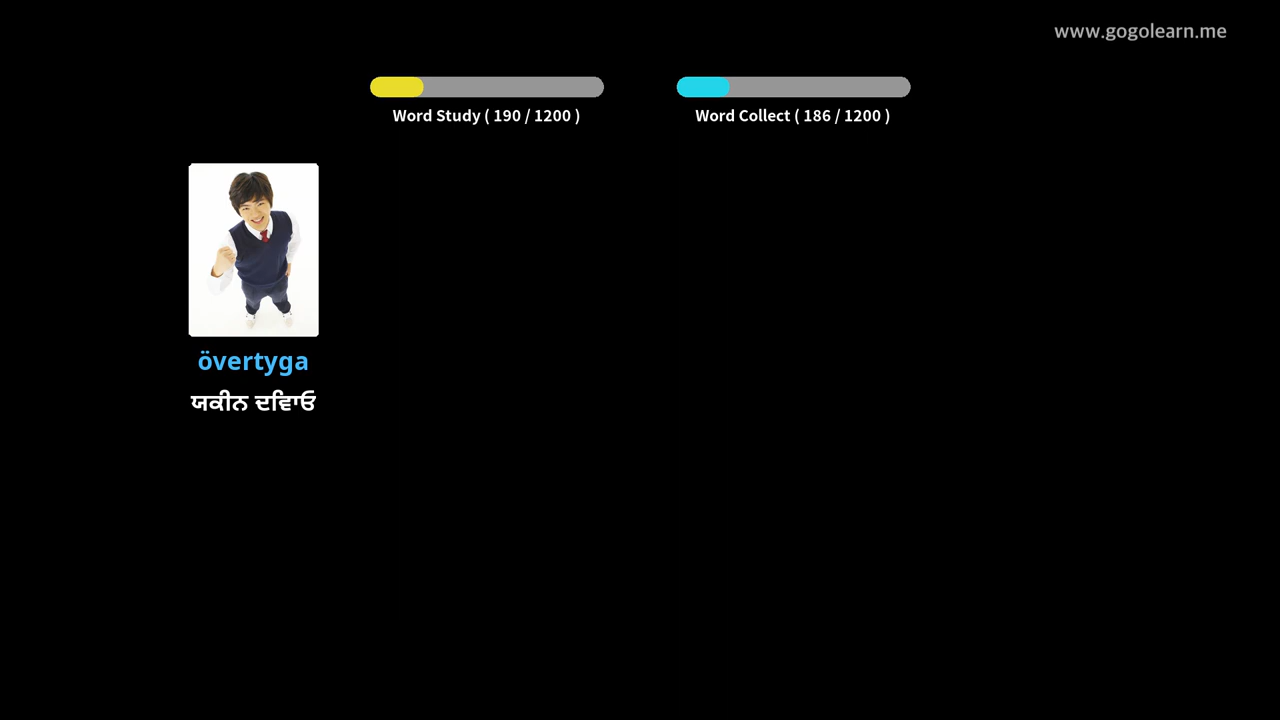 www.gogolearn.me
Word Study ( 190 / 1200 )
Word Collect ( 186 / 1200 )
övertyga
ਯਕੀਨ ਦਵਿਾਓ